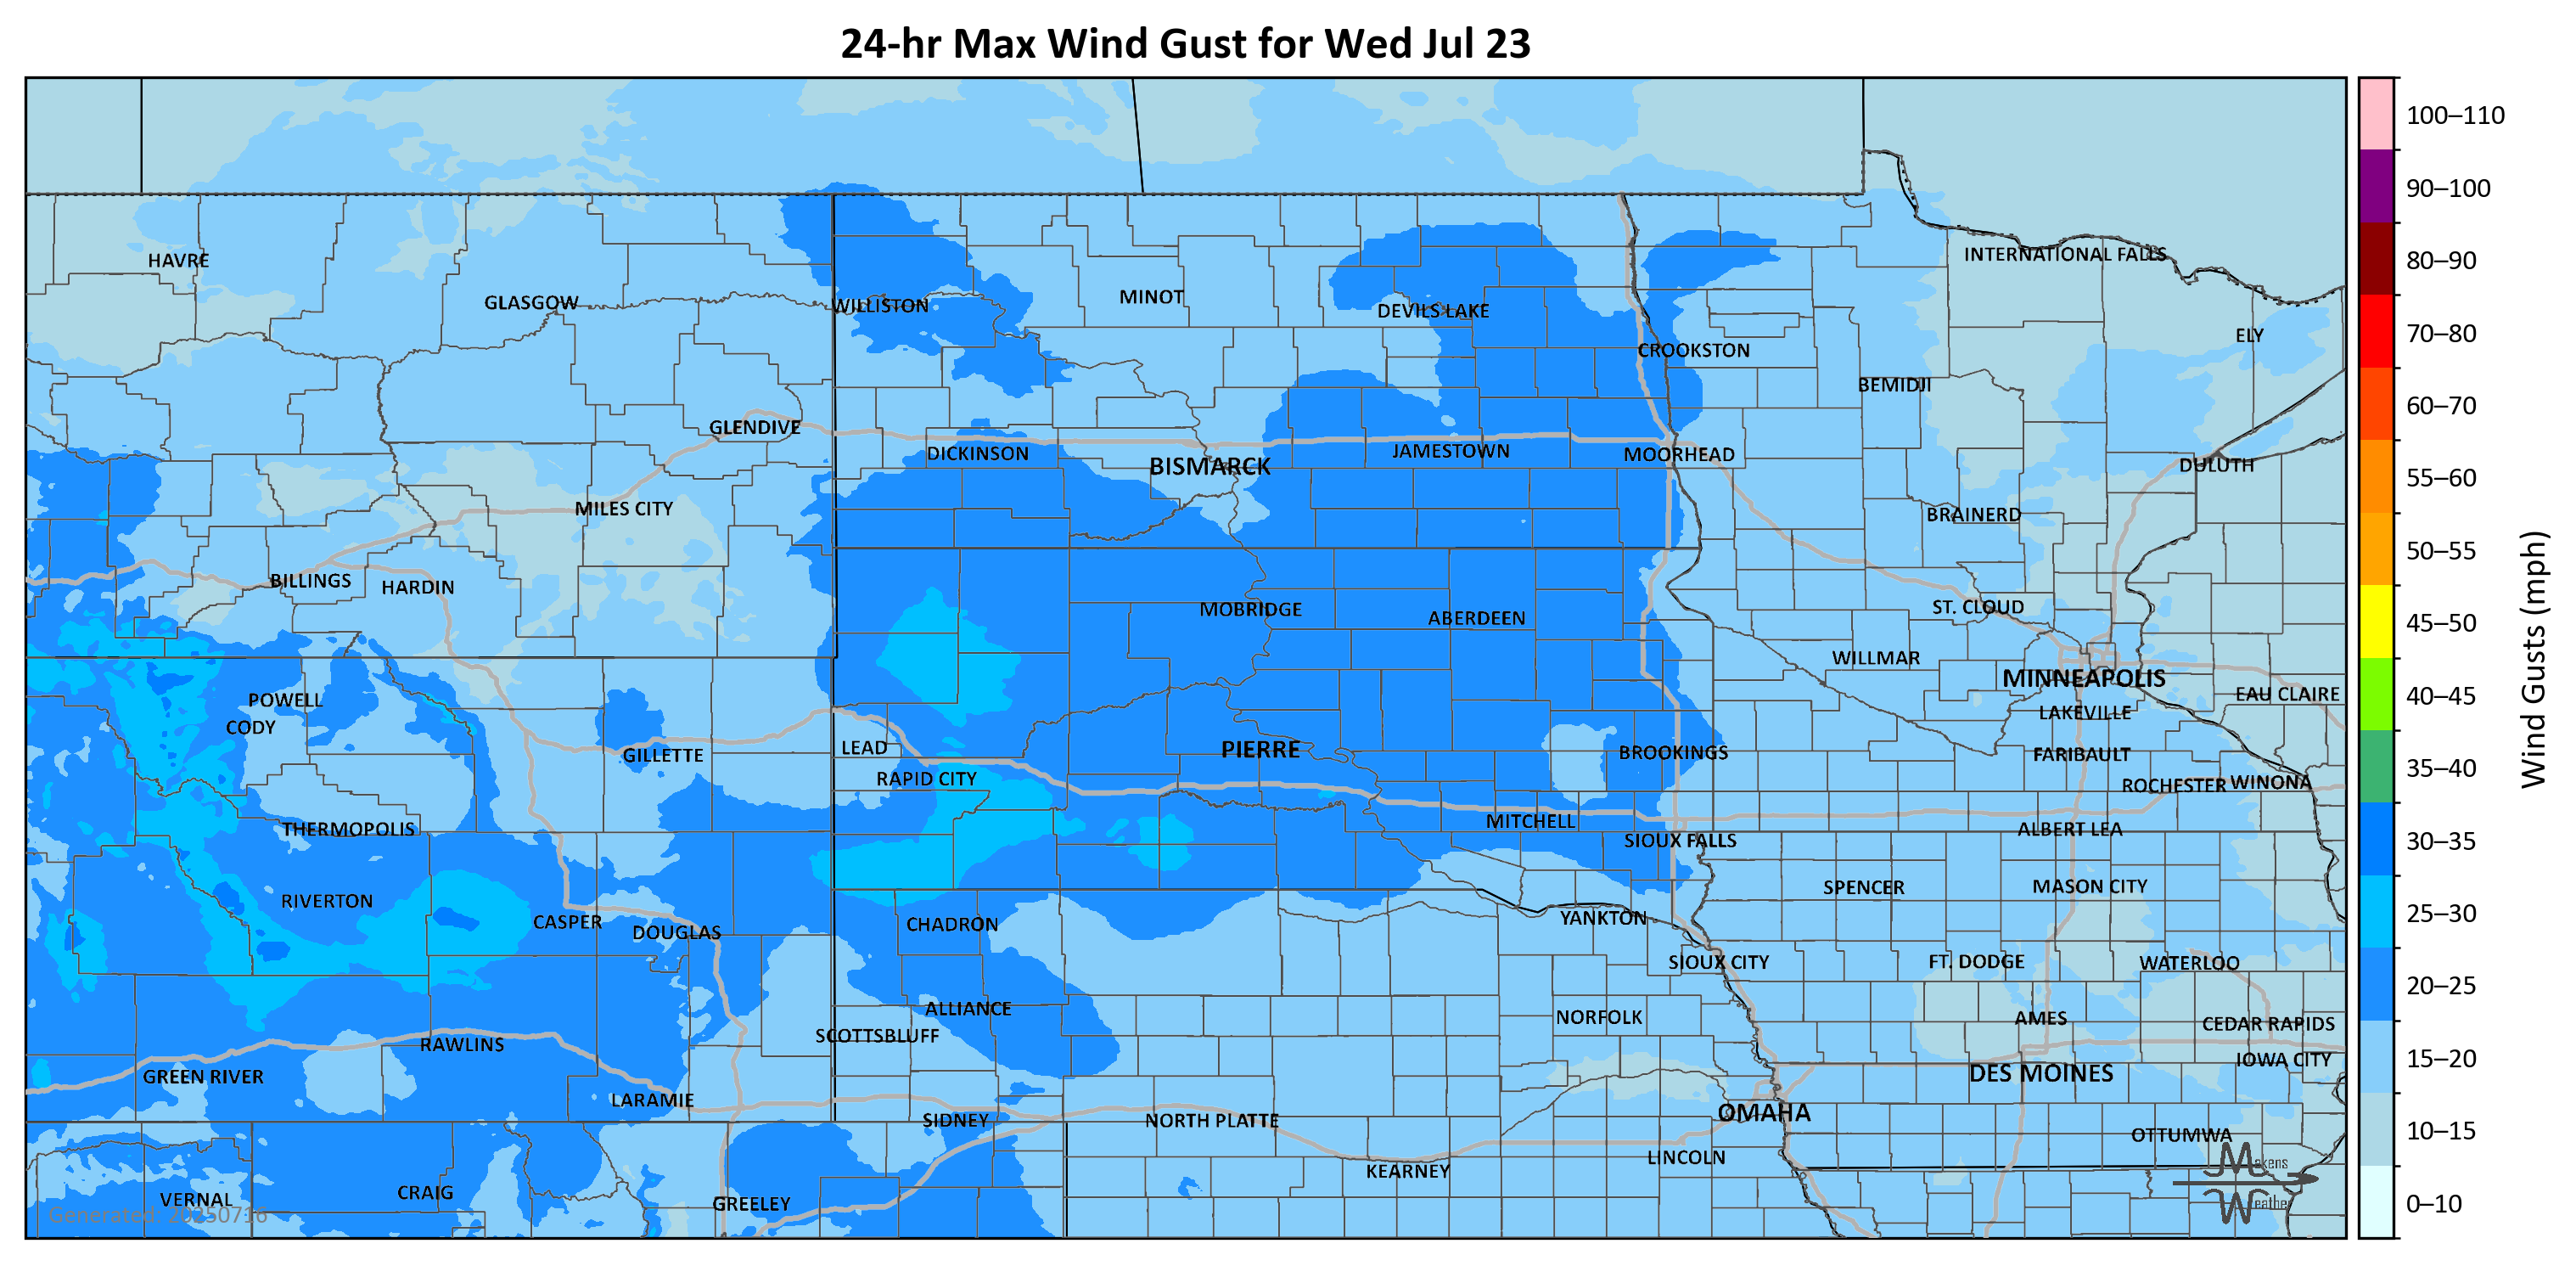 24-hr Max Wind Gust for Wed Jul 23
100–110
90–100
80–90
70–80
60–70
55–60
50–55
45–50
40–45
35–40
30–35
25–30
20–25
15–20
10–15
0–10
Wind Gusts (mph)
INTERNATIONAL FALLS
HAVRE
GLASGOW
WILLISTON
MINOT
DEVILS LAKE
ELY
CROOKSTON
BEMIDJI
GLENDIVE
DICKINSON
BISMARCK
JAMESTOWN
MOORHEAD
DULUTH
MILES CITY
BRAINERD
BILLINGS
HARDIN
MOBRIDGE
ABERDEEN
ST. CLOUD
WILLMAR
MINNEAPOLIS
EAU CLAIRE
POWELL
CODY
LAKEVILLE
GILLETTE
LEAD
PIERRE
BROOKINGS
FARIBAULT
RAPID CITY
ROCHESTER
WINONA
THERMOPOLIS
MITCHELL
SIOUX FALLS
ALBERT LEA
RIVERTON
SPENCER
MASON CITY
CASPER
DOUGLAS
CHADRON
YANKTON
SIOUX CITY
FT. DODGE
WATERLOO
ALLIANCE
NORFOLK
AMES
CEDAR RAPIDS
SCOTTSBLUFF
RAWLINS
IOWA CITY
GREEN RIVER
DES MOINES
LARAMIE
SIDNEY
NORTH PLATTE
OMAHA
OTTUMWA
KEARNEY
LINCOLN
VERNAL
CRAIG
GREELEY
Generated: 20250716
Makens
Weather